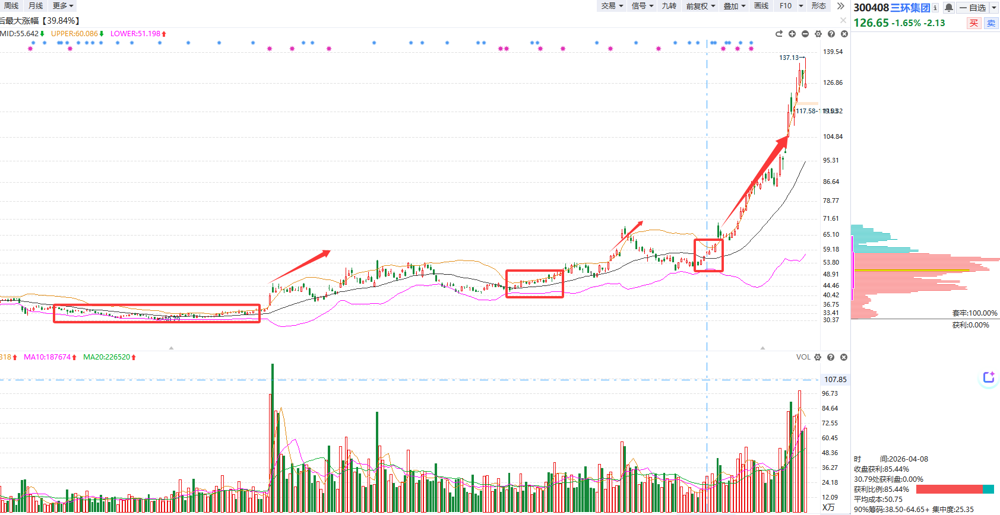 周线 月线 更多 交易 信号 九转 前复权 叠加 画线 F10 形态
300408三环集团 自选
126.65 -1.65% -2.13 买 卖
后最大涨幅【39.84%】
MID:55.642 UPPER:60.086 LOWER:51.198
139.54
137.13
126.86
117.58-119.03
115.32
104.84
95.31
86.64
78.77
71.61
65.10
59.18
53.80
48.91
44.46
40.42
36.75
33.41
30.37
30.79
套牢:100.00%
获利:0.00%
318 MA10:187674 MA20:226520
VOL
107.85
96.73
84.64
72.55
60.45
48.36
36.27
24.18
12.09
X万
时 间:2026-04-08
收盘获利:85.44%
30.79处获利盘:0.00%
获利比例:85.44%
平均成本:50.75
90%筹码:38.50-64.65+ 集中度:25.35